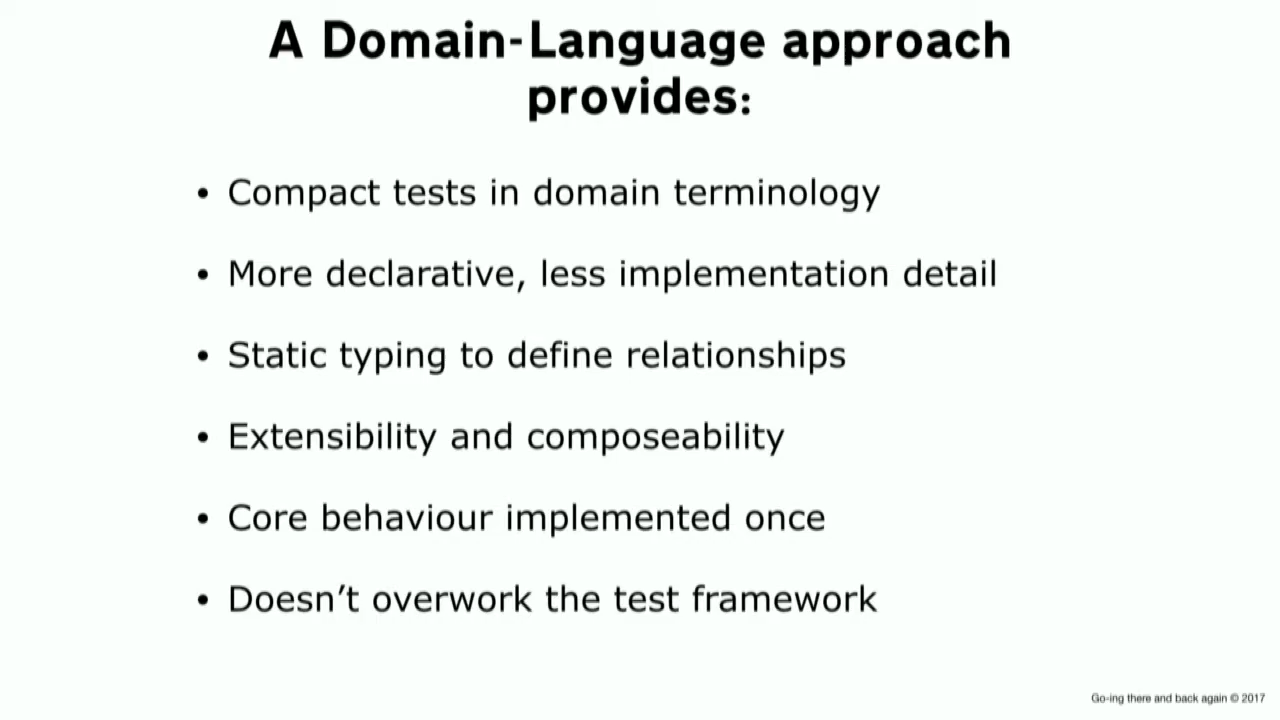 A Domain-Language approach
provides:
• Compact tests in domain terminology
• More declarative, less implementation detail
• Static typing to define relationships
• Extensibility and composeability
• Core behaviour implemented once
• Doesn’t overwork the test framework
Go-ing there and back again © 2017